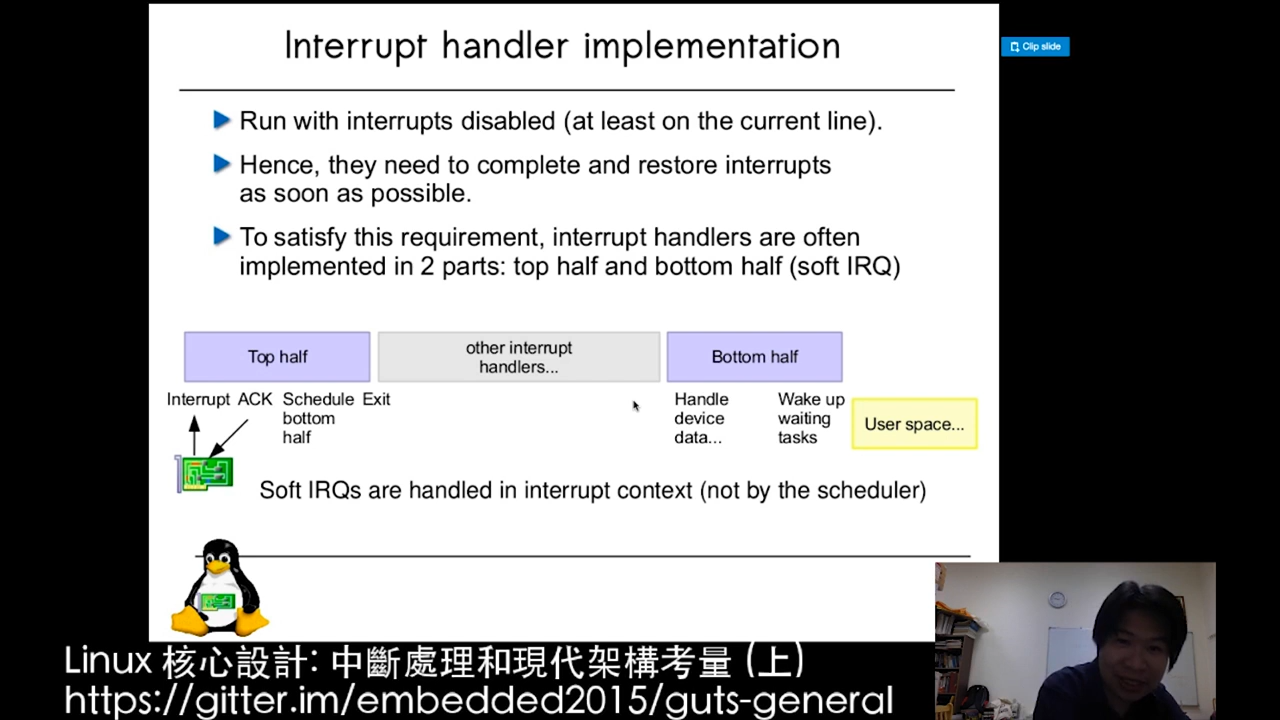 Interrupt handler implementation
Clip slide
Run with interrupts disabled (at least on the current line).
Hence, they need to complete and restore interrupts
as soon as possible.
To satisfy this requirement, interrupt handlers are often
implemented in 2 parts: top half and bottom half (soft IRQ)
Top half
other interrupt
handlers...
Bottom half
Interrupt ACK Schedule Exit
bottom
half
Handle
device
data...
Wake up
waiting
tasks
User space...
Soft IRQs are handled in interrupt context (not by the scheduler)
Linux 核心設計: 中斷處理和現代架構考量 (上)
https://gitter.im/embedded2015/guts-general